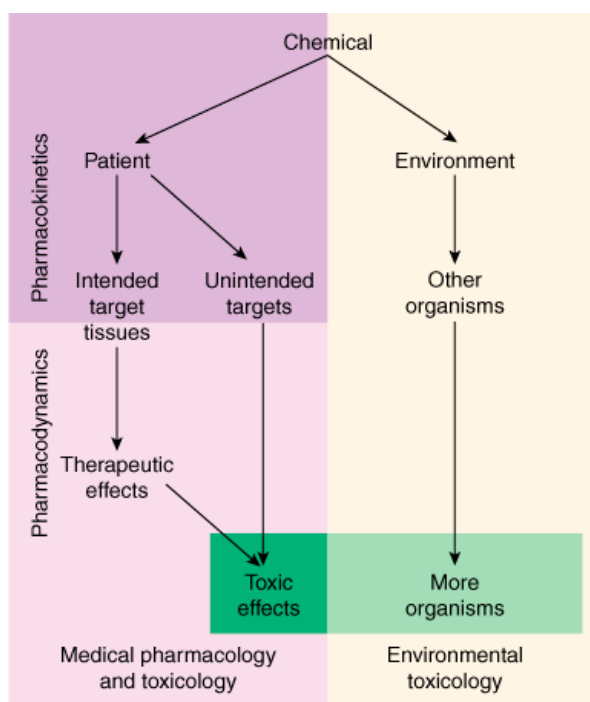 Chemical
Pharmacokinetics
Patient
Environment
Intended
target
tissues
Unintended
targets
Other
organisms
Pharmacodynamics
Therapeutic
effects
Toxic
effects
More
organisms
Medical pharmacology
and toxicology
Environmental
toxicology